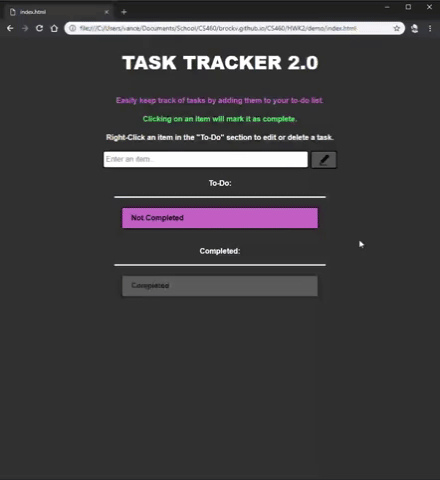 index.html
file:///C:/Users/vance/Documents/School/CS460/brockv.github.io/CS460/HWK2/demo/index.html
TASK TRACKER 2.0
Easily keep track of tasks by adding them to your to-do list.
Clicking on an item will mark it as complete.
Right-Click an item in the "To-Do" section to edit or delete a task.
Enter an item.
To-Do:
Not Completed
Completed:
Completed